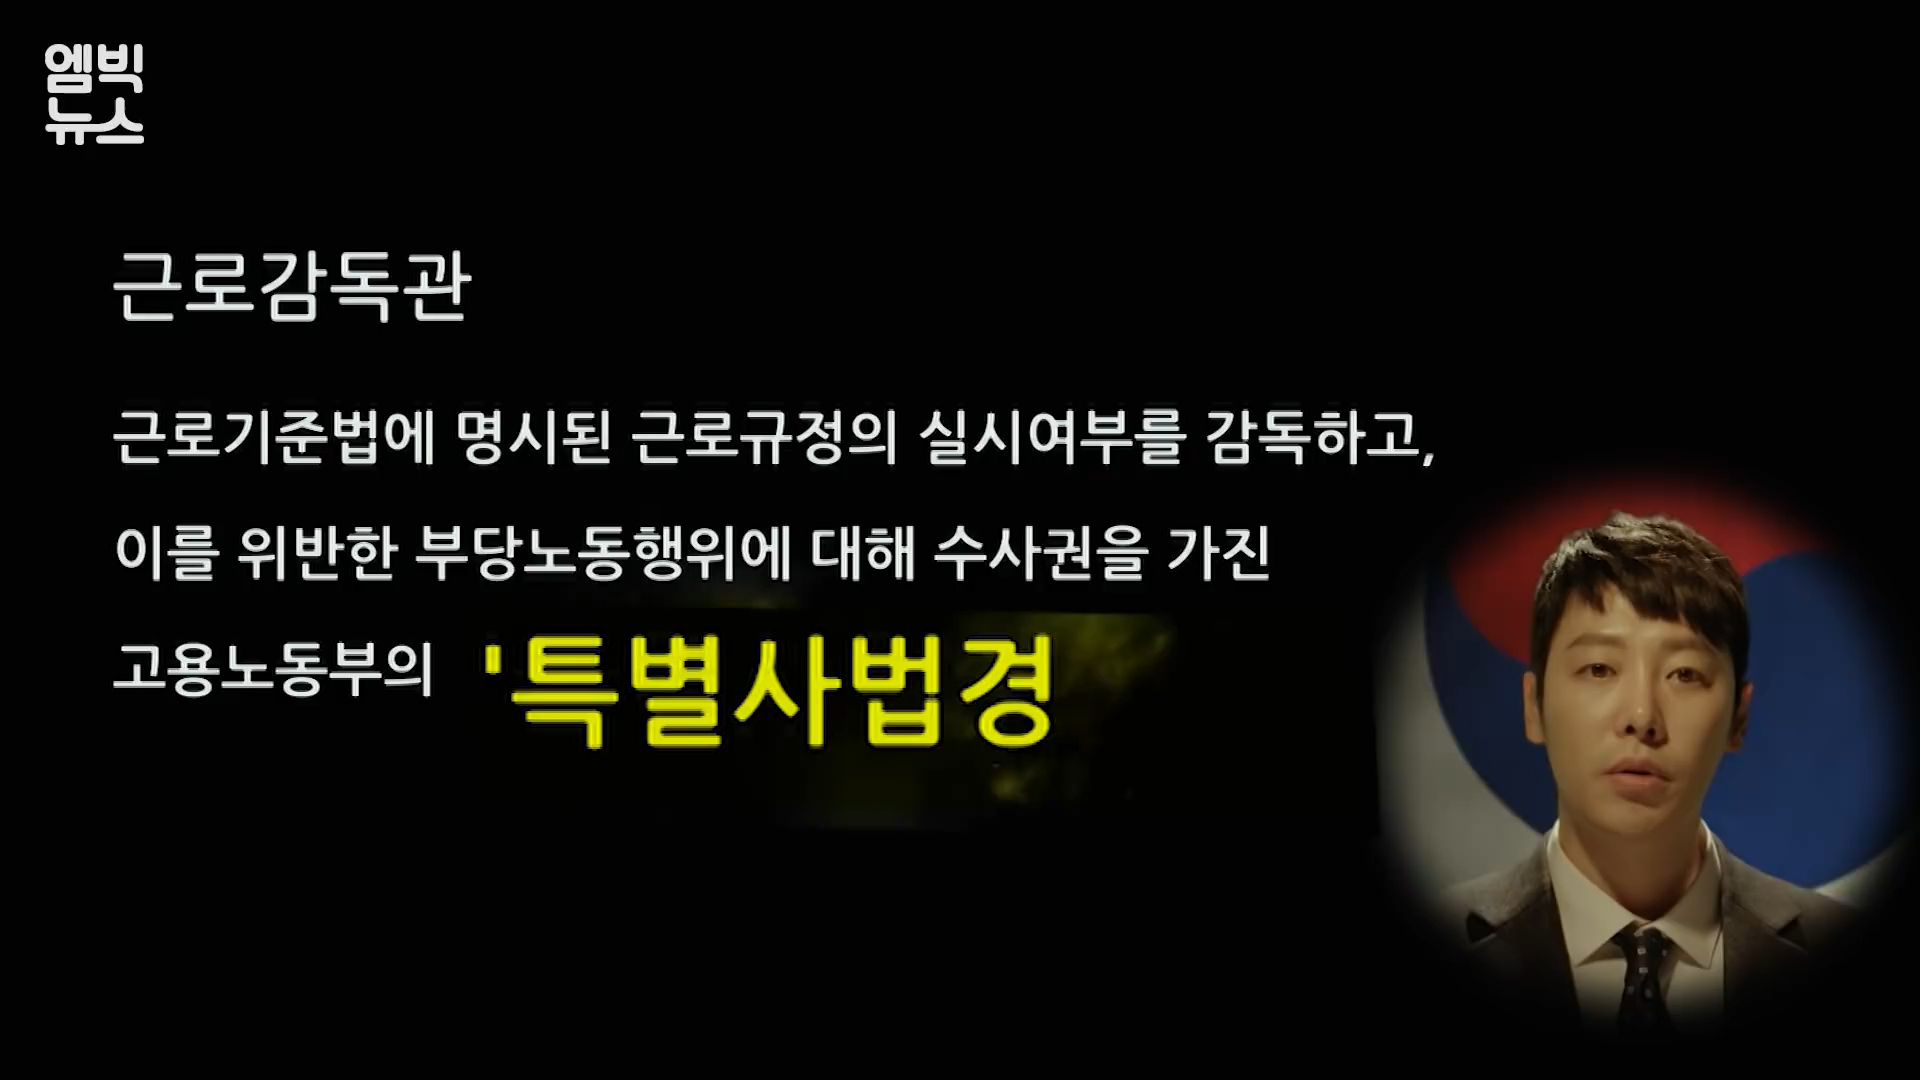 엠빅
뉴스
근로감독관
근로기준법에 명시된 근로규정의 실시여부를 감독하고,
이를 위반한 부당노동행위에 대해 수사권을 가진
고용노동부의 '특별사법경